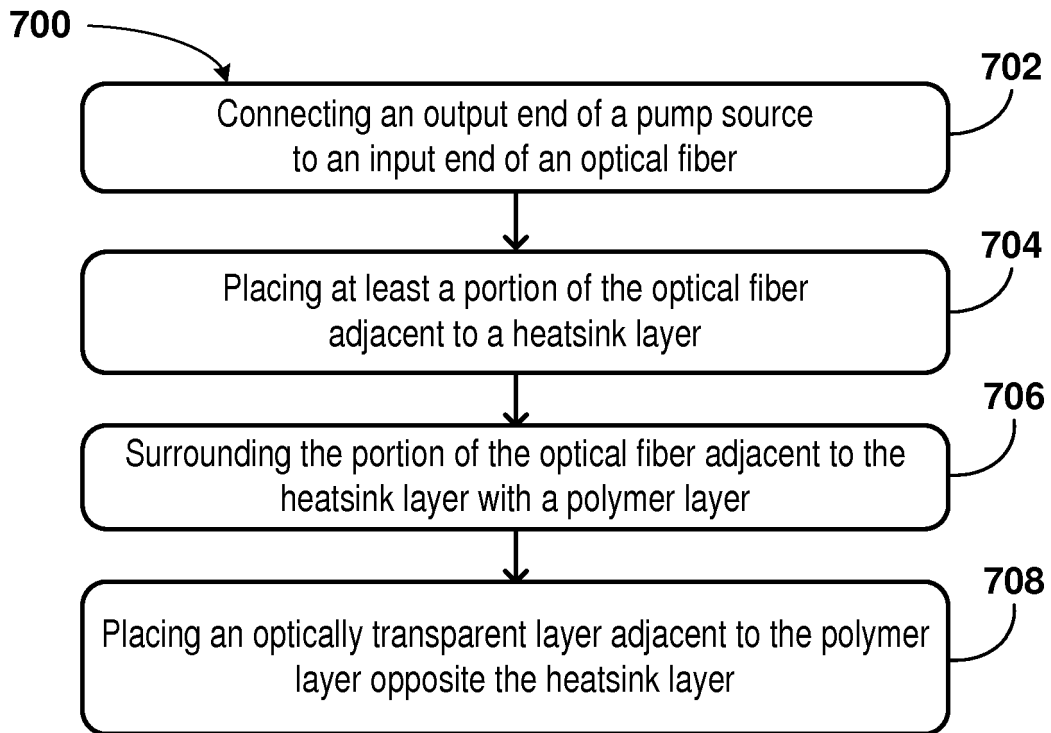 700
702
Connecting an output end of a pump source
to an input end of an optical fiber
704
Placing at least a portion of the optical fiber
adjacent to a heatsink layer
706
Surrounding the portion of the optical fiber adjacent to the
heatsink layer with a polymer layer
708
Placing an optically transparent layer adjacent to the polymer
layer opposite the heatsink layer